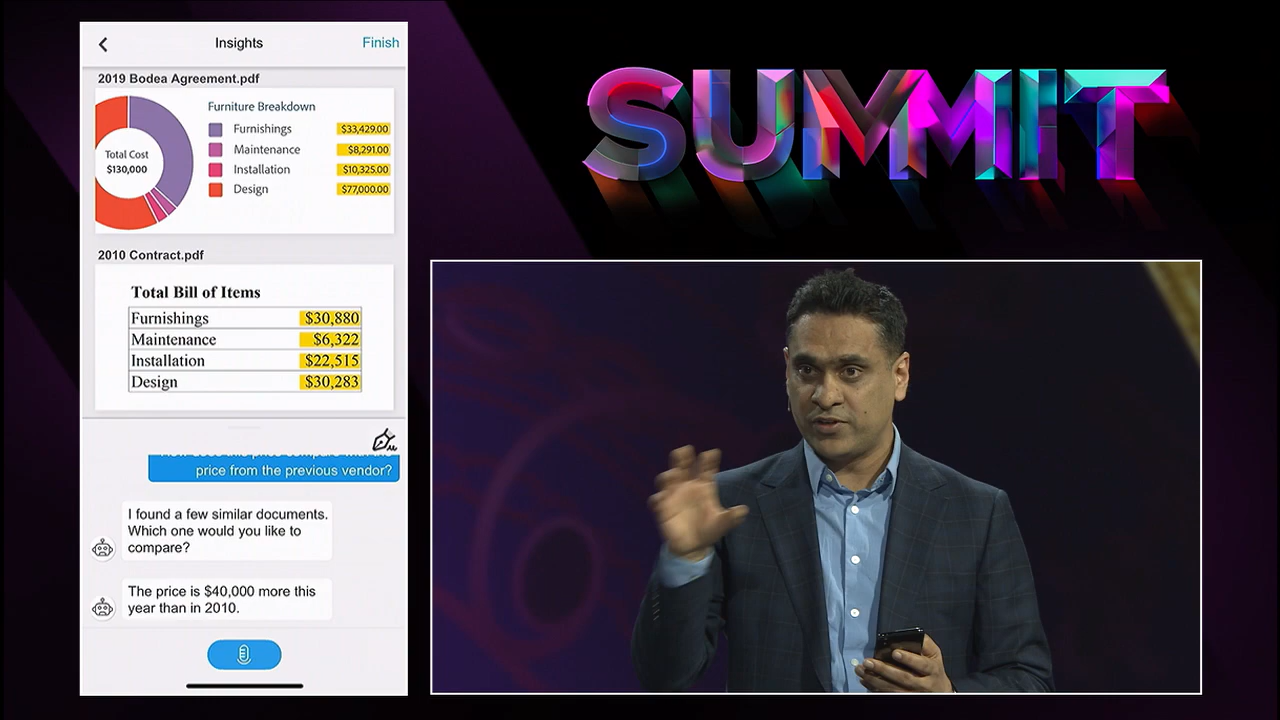 Insights
Finish
2019 Bodea Agreement.pdf
Furniture Breakdown
Total Cost
$130,000
Furnishings $33,429.00
Maintenance $8,291.00
Installation $10,325.00
Design $77,000.00
2010 Contract.pdf
Total Bill of Items
Furnishings $30,880
Maintenance $6,322
Installation $22,515
Design $30,283
price from the previous vendor?
I found a few similar documents.
Which one would you like to
compare?
The price is $40,000 more this
year than in 2010.
SUMMIT